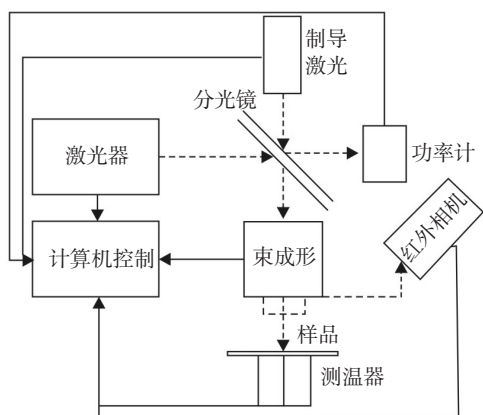 制导
激光
分光镜
激光器
功率计
计算机控制
束成形
红外相机
样品
测温器